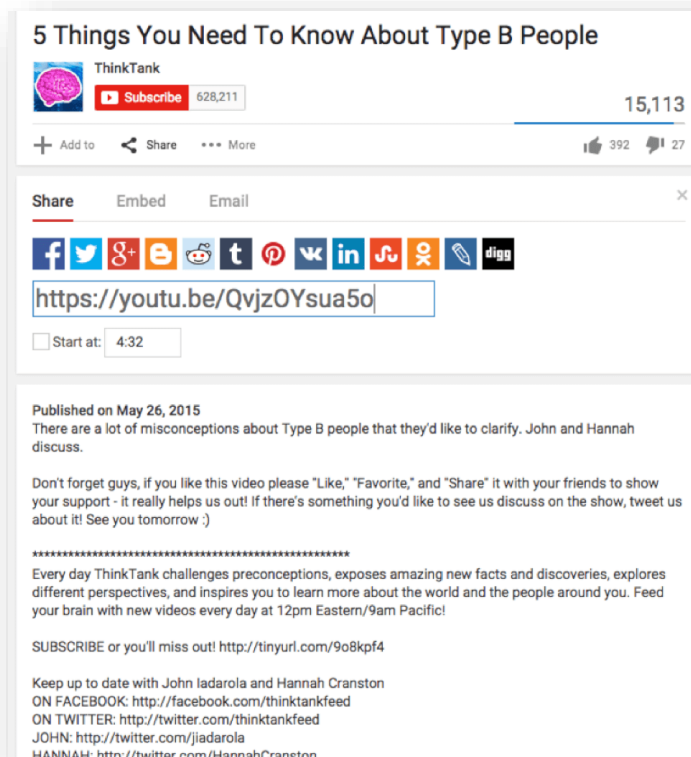 5 Things You Need To Know About Type B People
ThinkTank
Subscribe 628,211
15,113
Add to Share More 392 27
Share Embed Email
f g+ B t P VK in digg
https://youtu.be/QvjzOYsua5o
Start at: 4:32
Published on May 26, 2015
There are a lot of misconceptions about Type B people that they'd like to clarify. John and Hannah
discuss.
Don't forget guys, if you like this video please "Like," "Favorite," and "Share" it with your friends to show
your support - it really helps us out! If there's something you'd like to see us discuss on the show, tweet us
about it! See you tomorrow :)
*****************************************************
Every day ThinkTank challenges preconceptions, exposes amazing new facts and discoveries, explores
different perspectives, and inspires you to learn more about the world and the people around you. Feed
your brain with new videos every day at 12pm Eastern/9am Pacific!
SUBSCRIBE or you'll miss out! http://tinyurl.com/9o8kpf4
Keep up to date with John Iadarola and Hannah Cranston
ON FACEBOOK: http://facebook.com/thinktankfeed
ON TWITTER: http://twitter.com/thinktankfeed
JOHN: http://twitter.com/jiadarola
HANNAH: http://twitter.com/HannahCranston